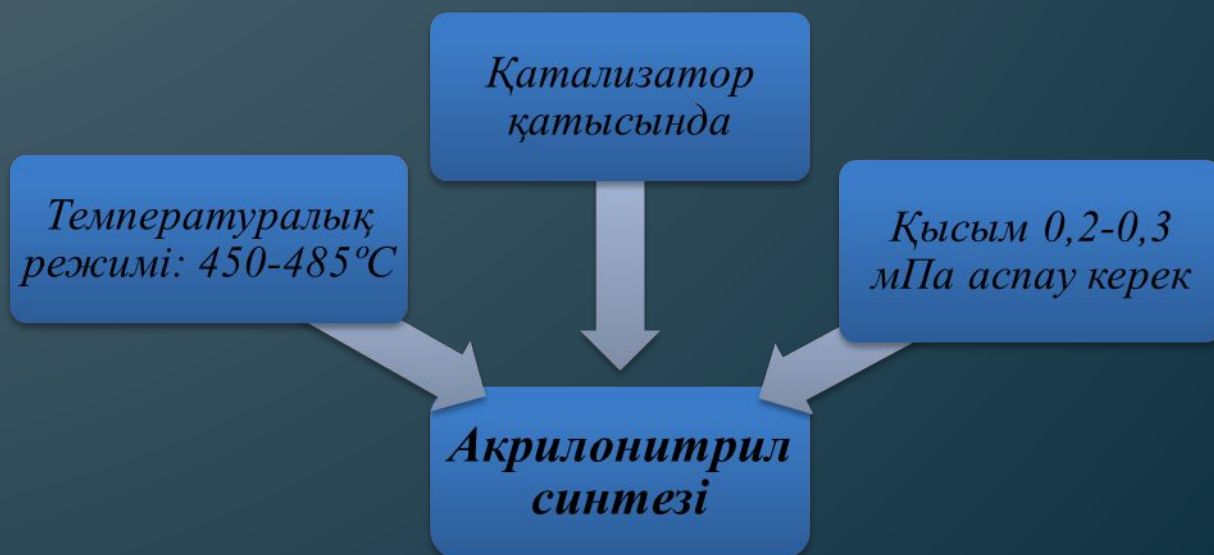 Қатализатор
қатысында
Температуралық
режимі: 450-485ºС
Қысым 0,2-0,3
мПа аспау керек
Акрилонитрил
синтезі